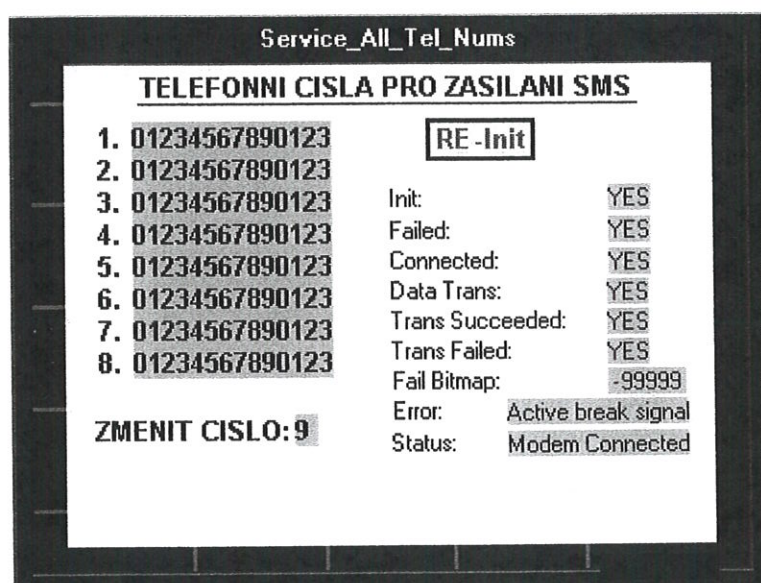 Service_All_Tel_Nums
TELEFONNI CISLA PRO ZASILANI SMS
1. 01234567890123
2. 01234567890123
3. 01234567890123
4. 01234567890123
5. 01234567890123
6. 01234567890123
7. 01234567890123
8. 01234567890123
ZMENIT CISLO: 9
RE-Init
Init: YES
Failed: YES
Connected: YES
Data Trans: YES
Trans Succeeded: YES
Trans Failed: YES
Fail Bitmap: -99999
Error: Active break signal
Status: Modem Connected